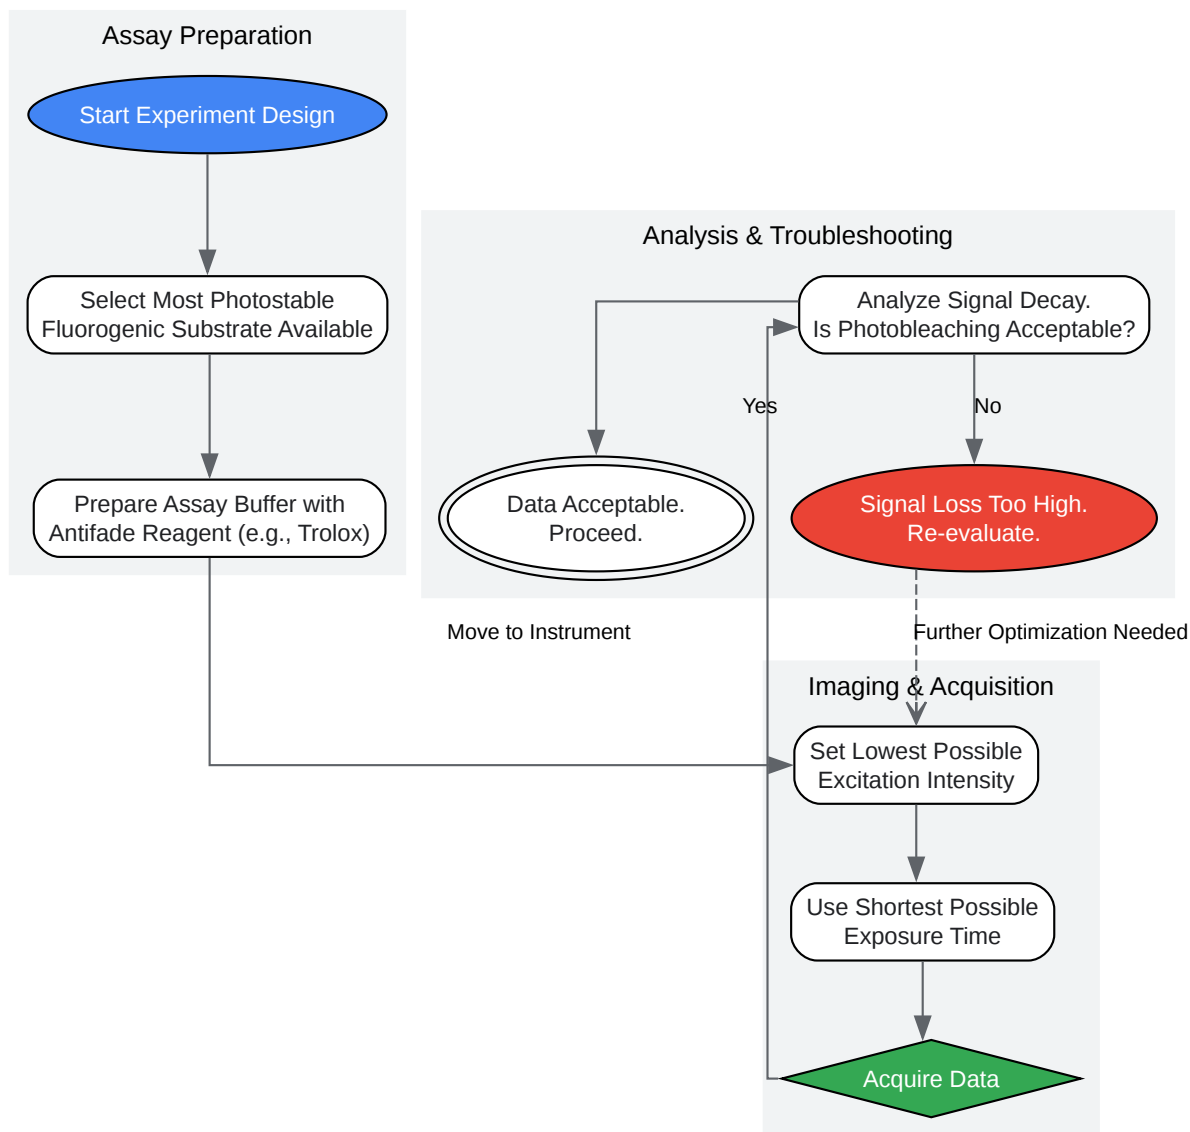 Assay Preparation
Start Experiment Design
Select Most Photostable
Fluorogenic Substrate Available
Prepare Assay Buffer with
Antifade Reagent (e.g., Trolox)
Analysis & Troubleshooting
Analyze Signal Decay.
Is Photobleaching Acceptable?
Yes
No
Data Acceptable.
Proceed.
Signal Loss Too High.
Re-evaluate.
Move to Instrument
Further Optimization Needed
Imaging & Acquisition
Set Lowest Possible
Excitation Intensity
Use Shortest Possible
Exposure Time
Acquire Data